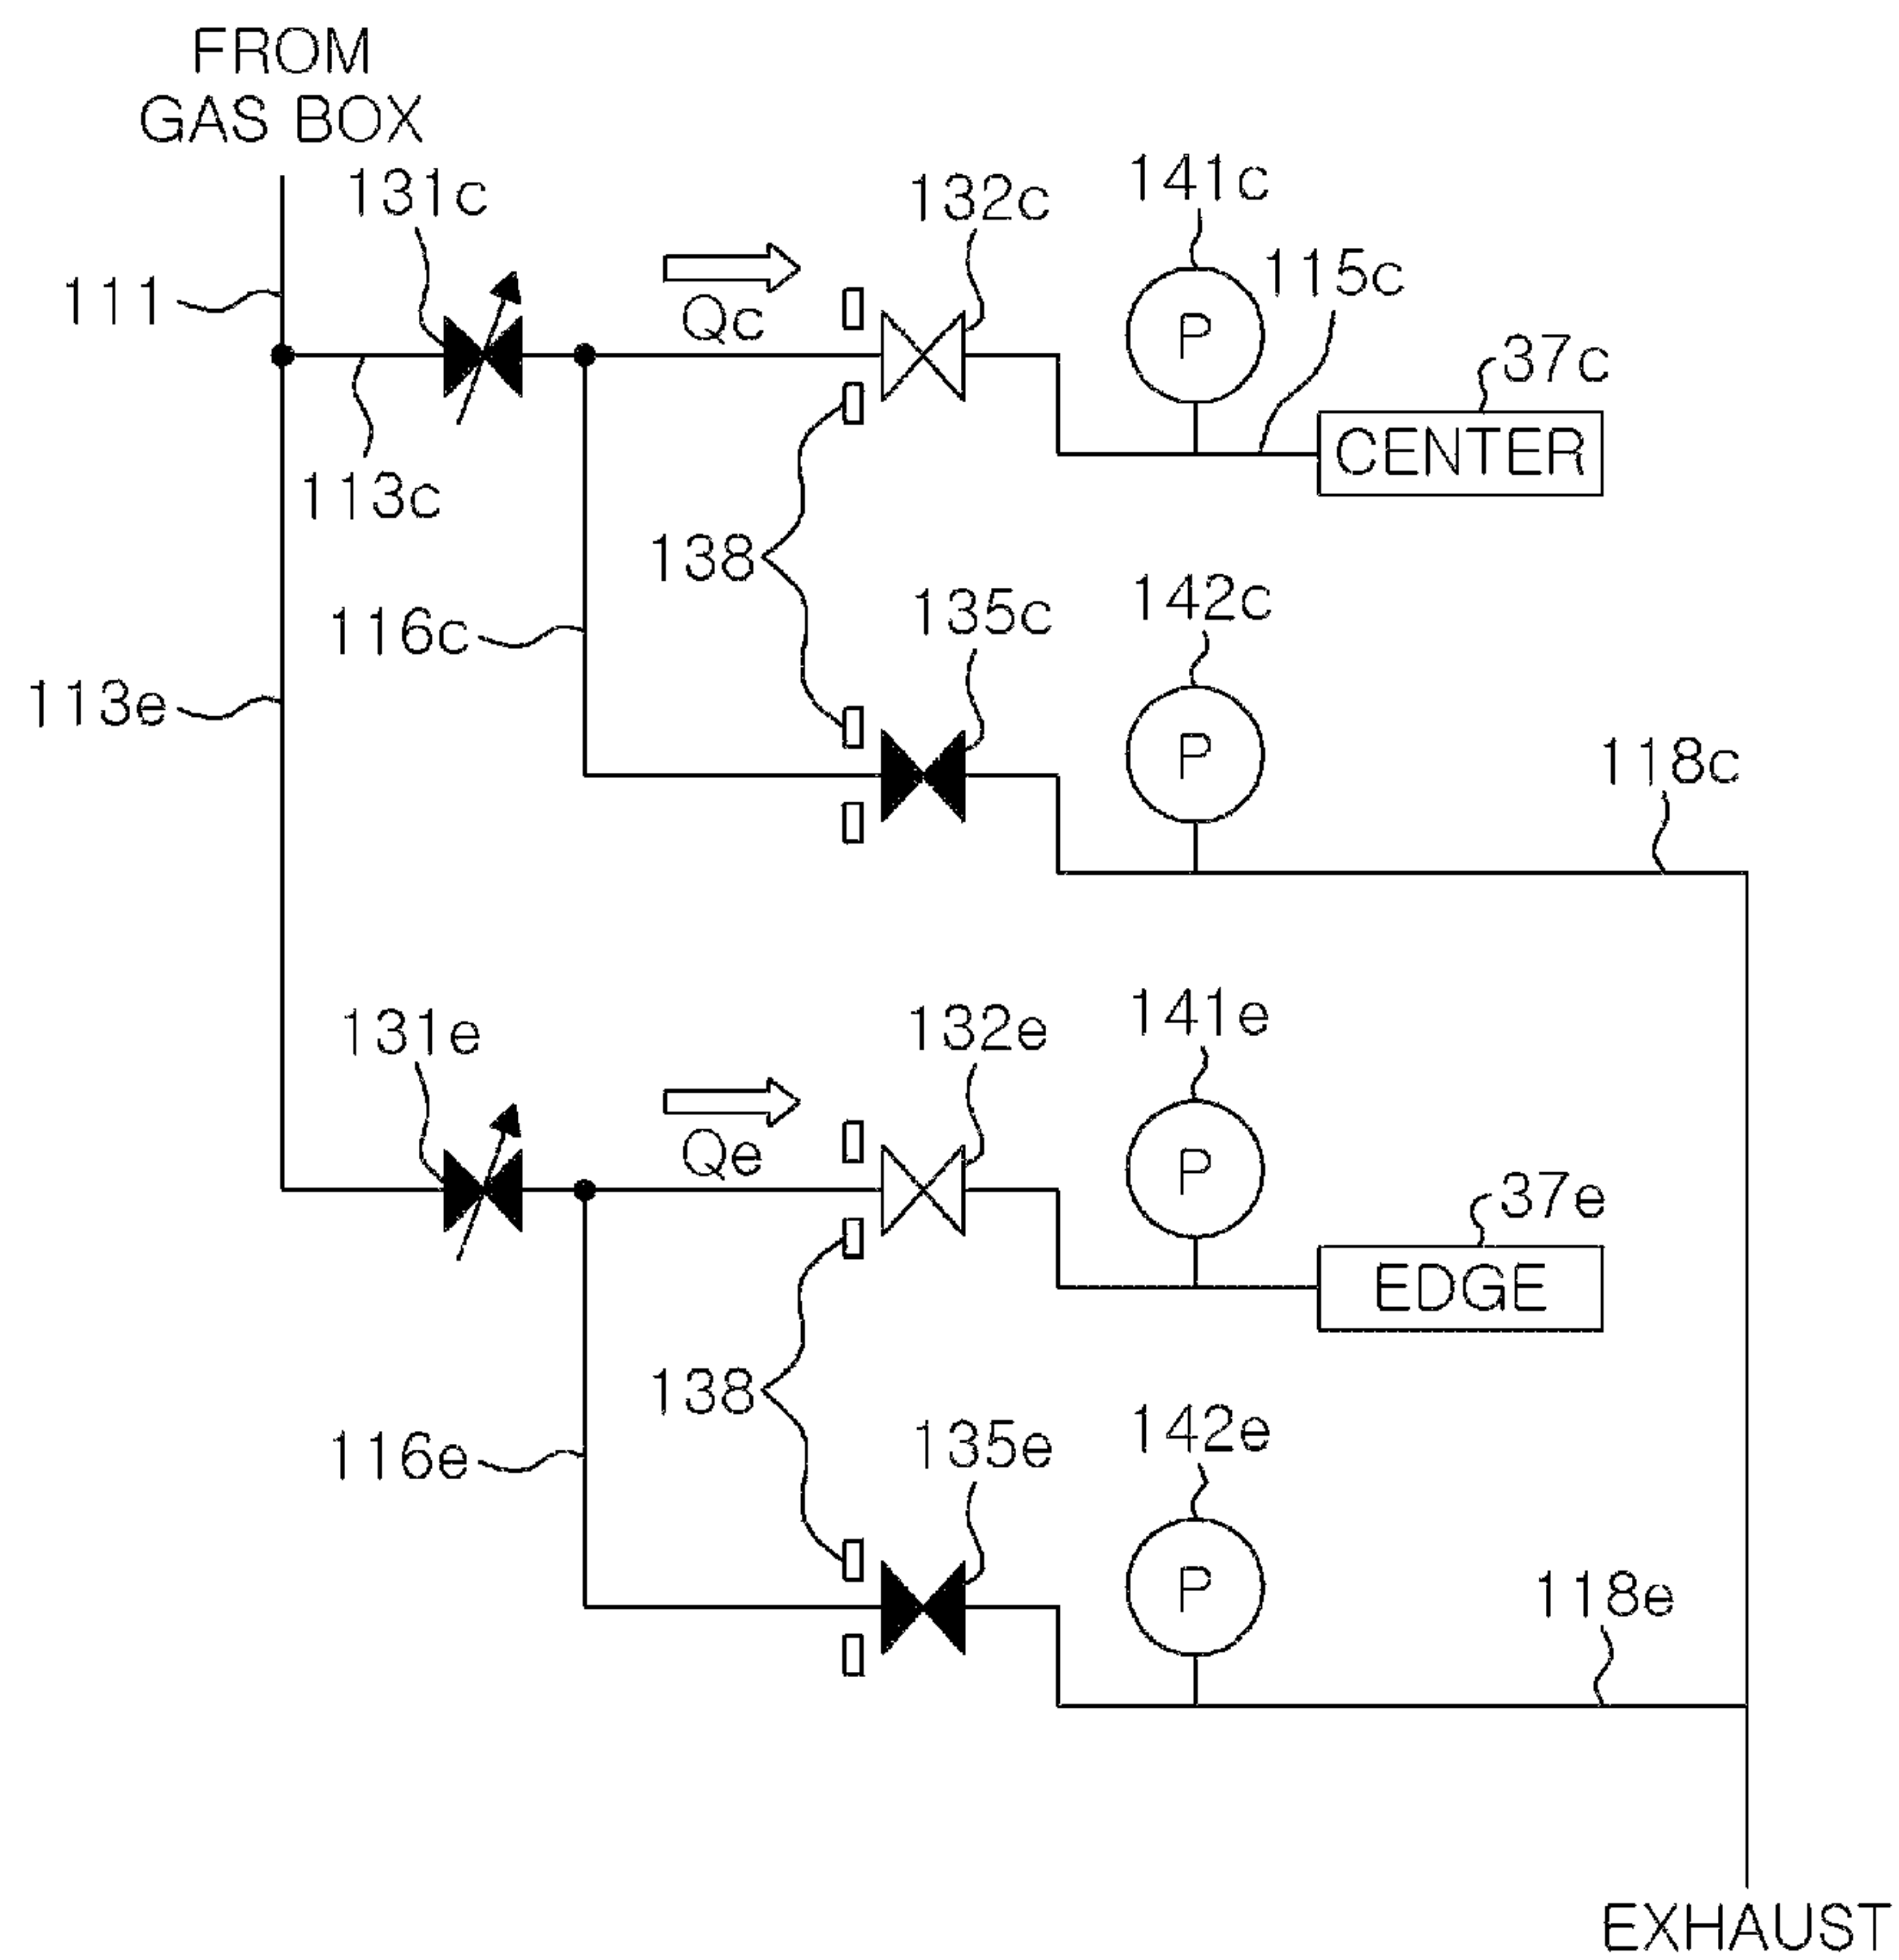 FROM
GAS BOX
131c
132c
141c
111
Qc
115c
37c
CENTER
113c
138
116c
135c
142c
113e
118c
131e
132e
141e
Qe
37e
EDGE
138
116e
135e
142e
118e
P
P
P
P
EXHAUST